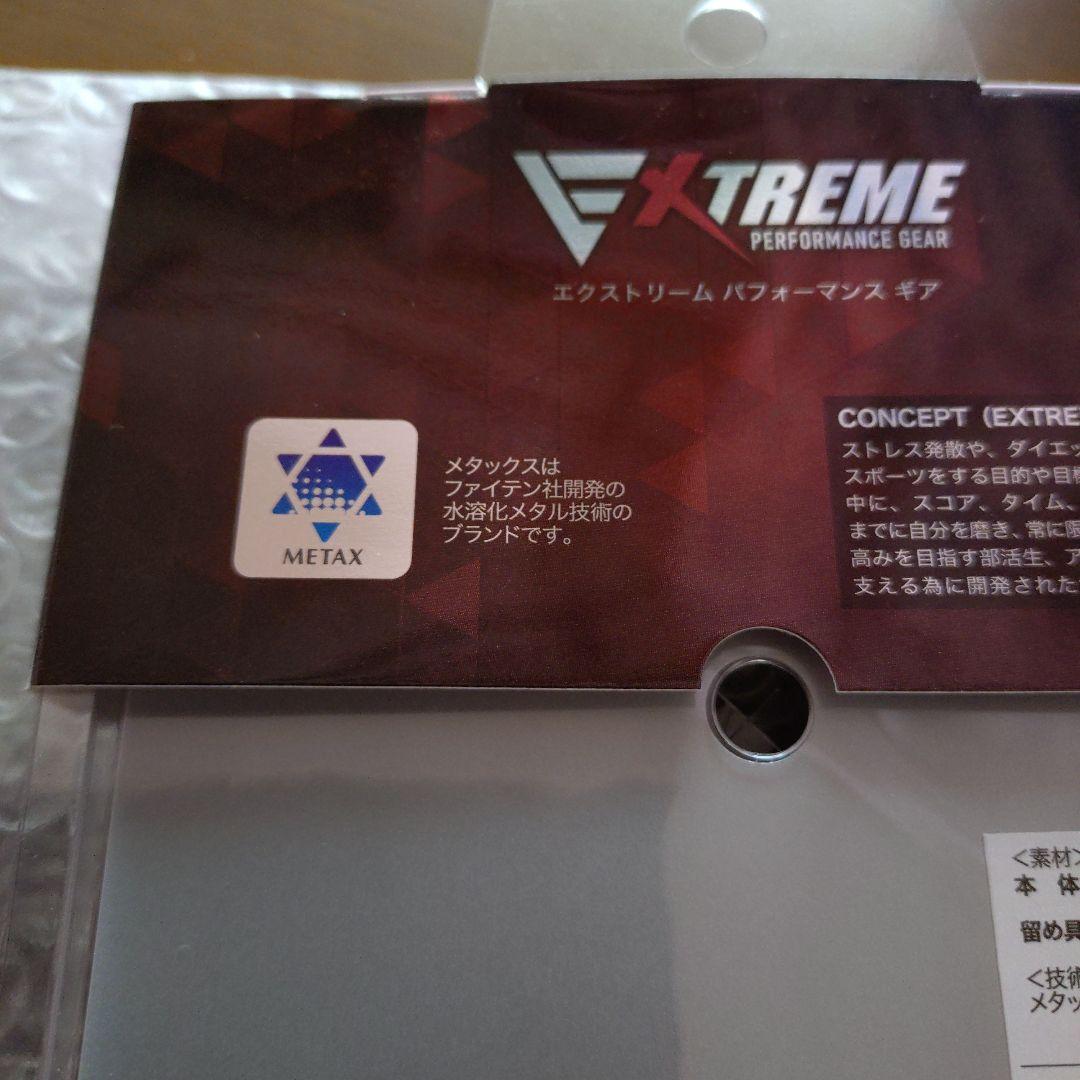 EXTREME
PERFORMANCE GEAR
エクストリーム パフォーマンス ギア
METAX
メタックスは
ファイテン社開発の
水溶化メタル技術の
ブランドです。
CONCEPT (EXTRE
ストレス発散や、ダイエッ
スポーツをする目的や目標
中に、スコア、タイム、
までに自分を磨き、常に限
高みを目指す部活生、ア
支える為に開発された
<素材>
本 体
留め具
<技術
メタッ